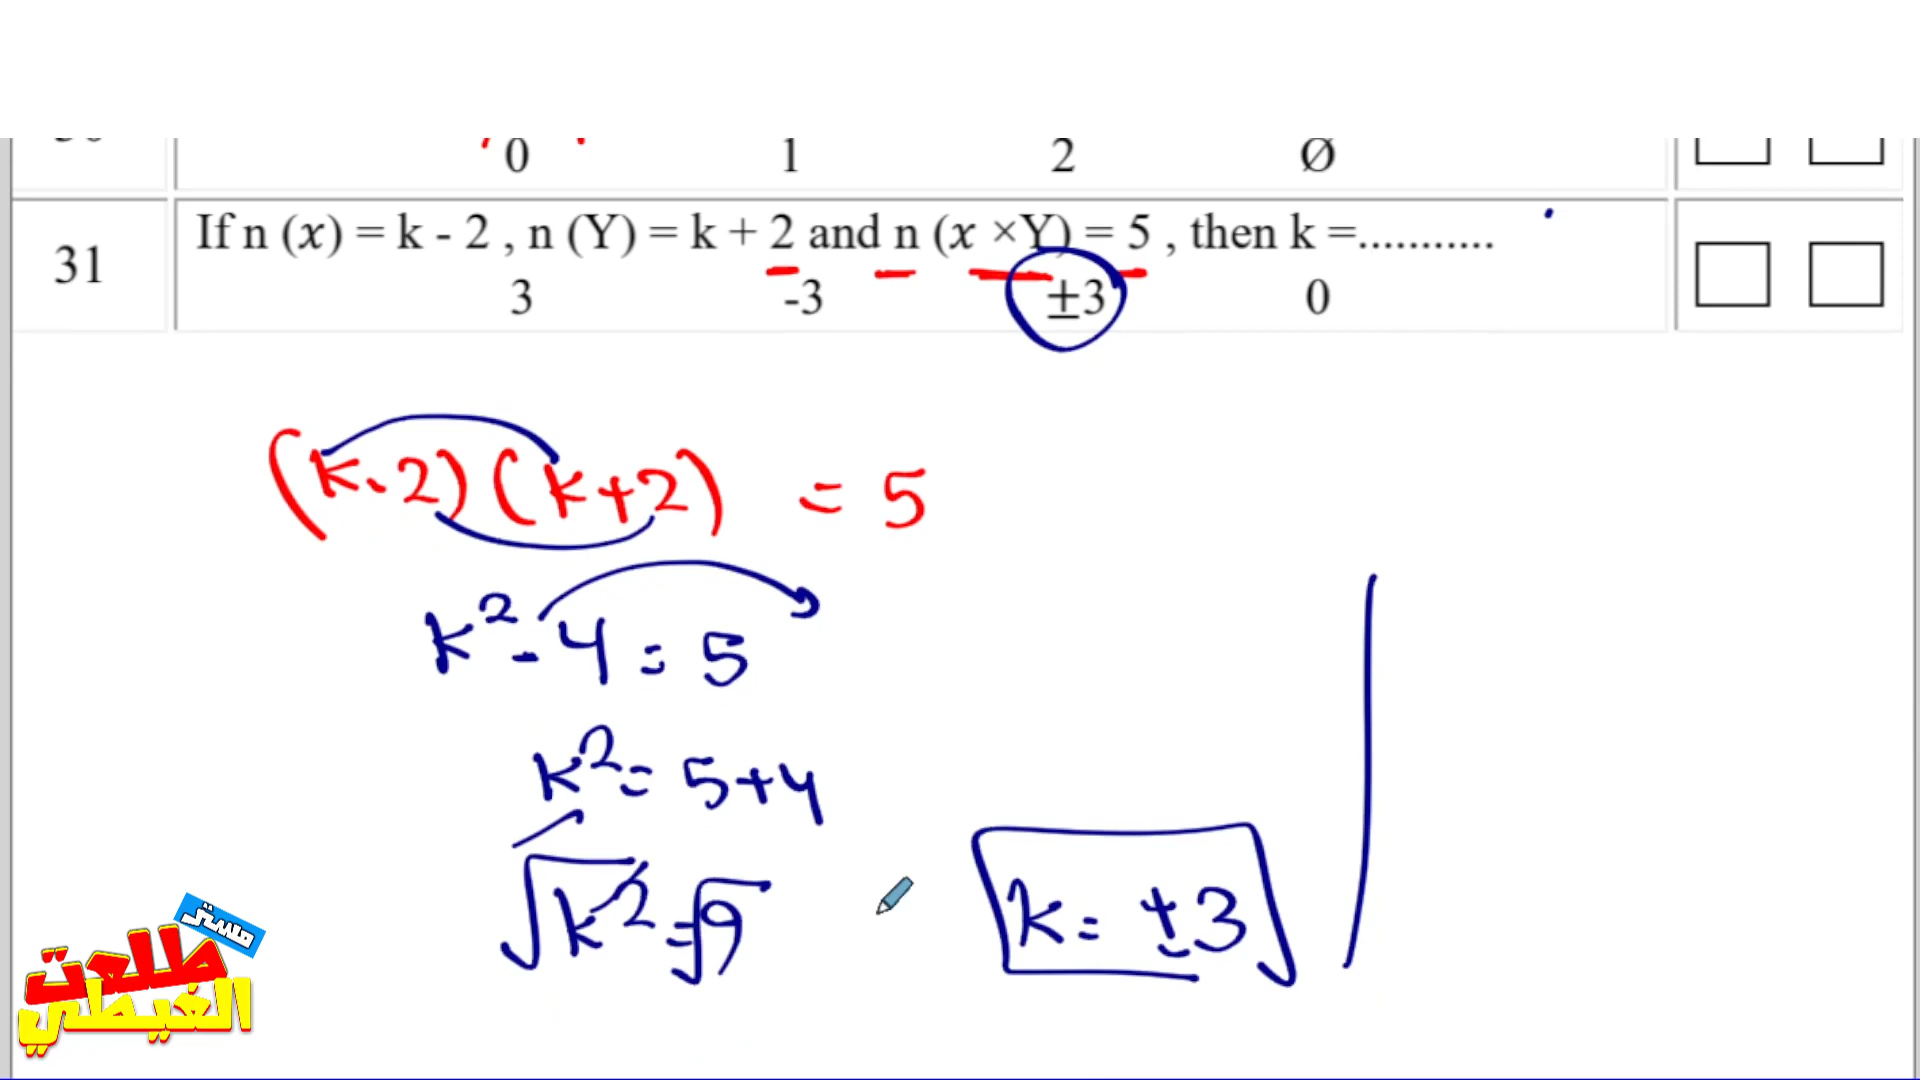 0 1 2 Ø
31 If n (x) = k - 2 , n (Y) = k + 2 and n (x ×Y) = 5 , then k =...........
3 -3 ±3 0
(k-2) (k+2) = 5
k² - 4 = 5
k² = 5+4
√k² = √9 k = ±3
مستر
طلعت
الغيطي